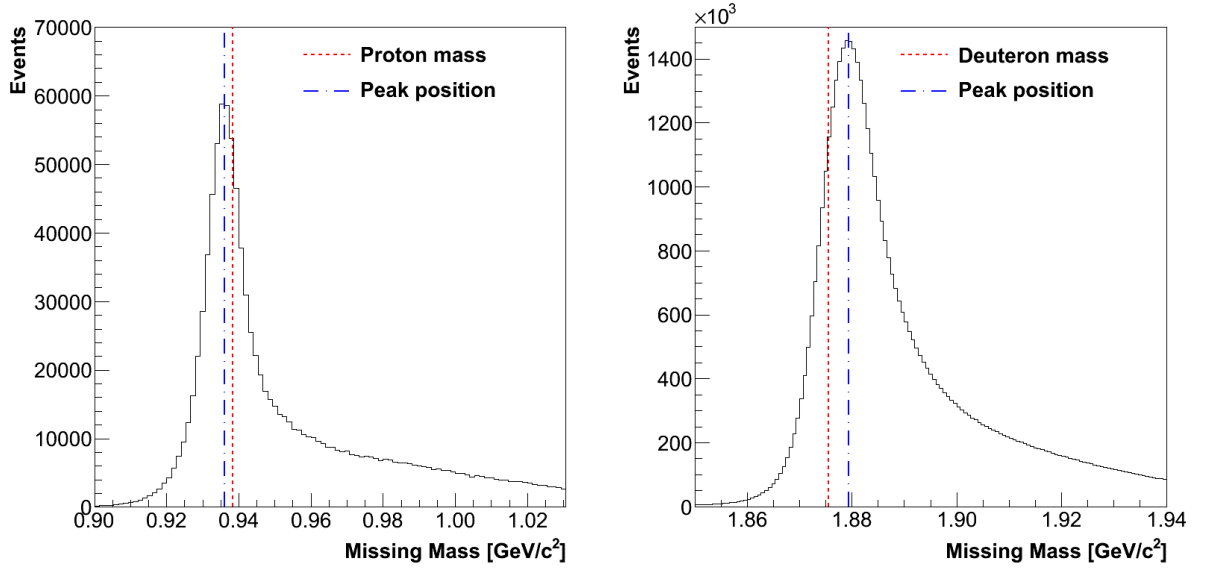 Events
70000
60000
50000
40000
30000
20000
10000
0
Proton mass
Peak position
0.90 0.92 0.94 0.96 0.98 1.00 1.02
Missing Mass [GeV/c²]
×10³
Events
1400
1200
1000
800
600
400
200
0
Deuteron mass
Peak position
1.86 1.88 1.90 1.92 1.94
Missing Mass [GeV/c²]